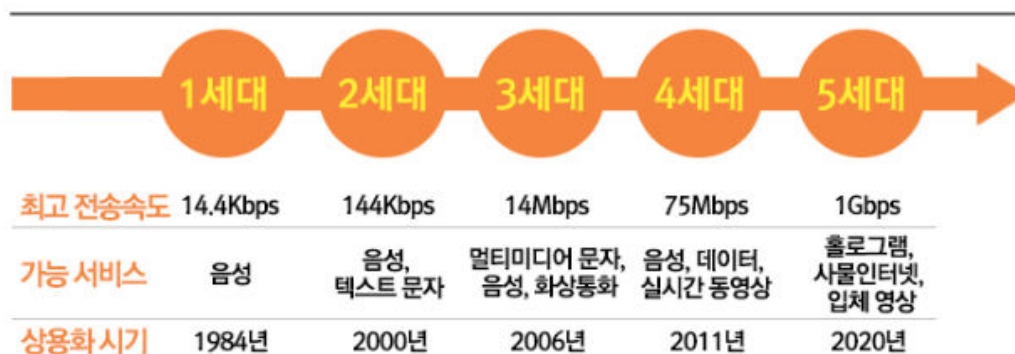 1세대 2세대 3세대 4세대 5세대
최고 전송속도 14.4Kbps 144Kbps 14Mbps 75Mbps 1Gbps
가능 서비스 음성 음성, 텍스트 문자 멀티미디어 문자, 음성, 화상통화 음성, 데이터, 실시간 동영상 홀로그램, 사물인터넷, 입체 영상
상용화 시기 1984년 2000년 2006년 2011년 2020년